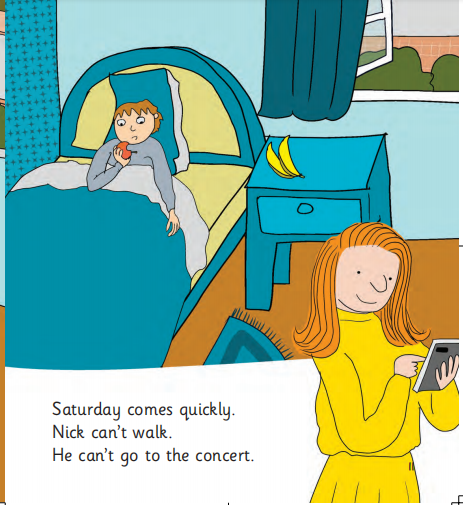 Saturday comes quickly.
Nick can't walk.
He can't go to the concert.